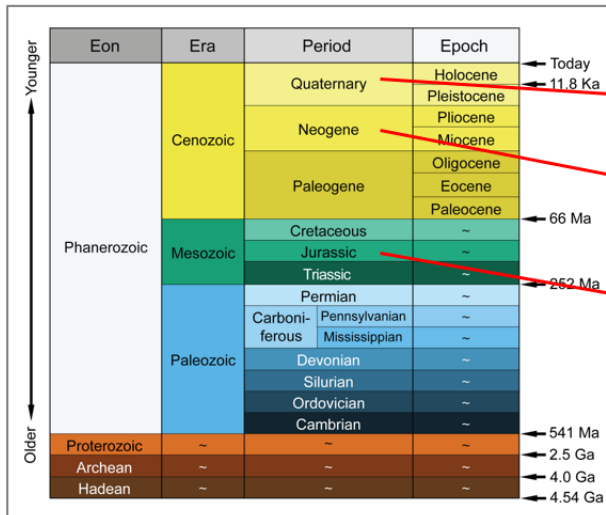 Eon Era Period Epoch
Younger
Today
Quaternary Holocene
11.8 Ka
Pleistocene
Cenozoic Neogene Pliocene
Miocene
Paleogene Oligocene
Eocene
Paleocene
66 Ma
Phanerozoic Mesozoic Cretaceous ~
Jurassic ~
Triassic ~
252 Ma
Paleozoic Permian ~
Carboni-
ferous Pennsylvanian ~
Mississippian ~
Devonian ~
Silurian ~
Ordovician ~
Cambrian ~
Older
541 Ma
Proterozoic ~ ~ ~
2.5 Ga
Archean ~ ~ ~
4.0 Ga
Hadean ~ ~ ~
4.54 Ga